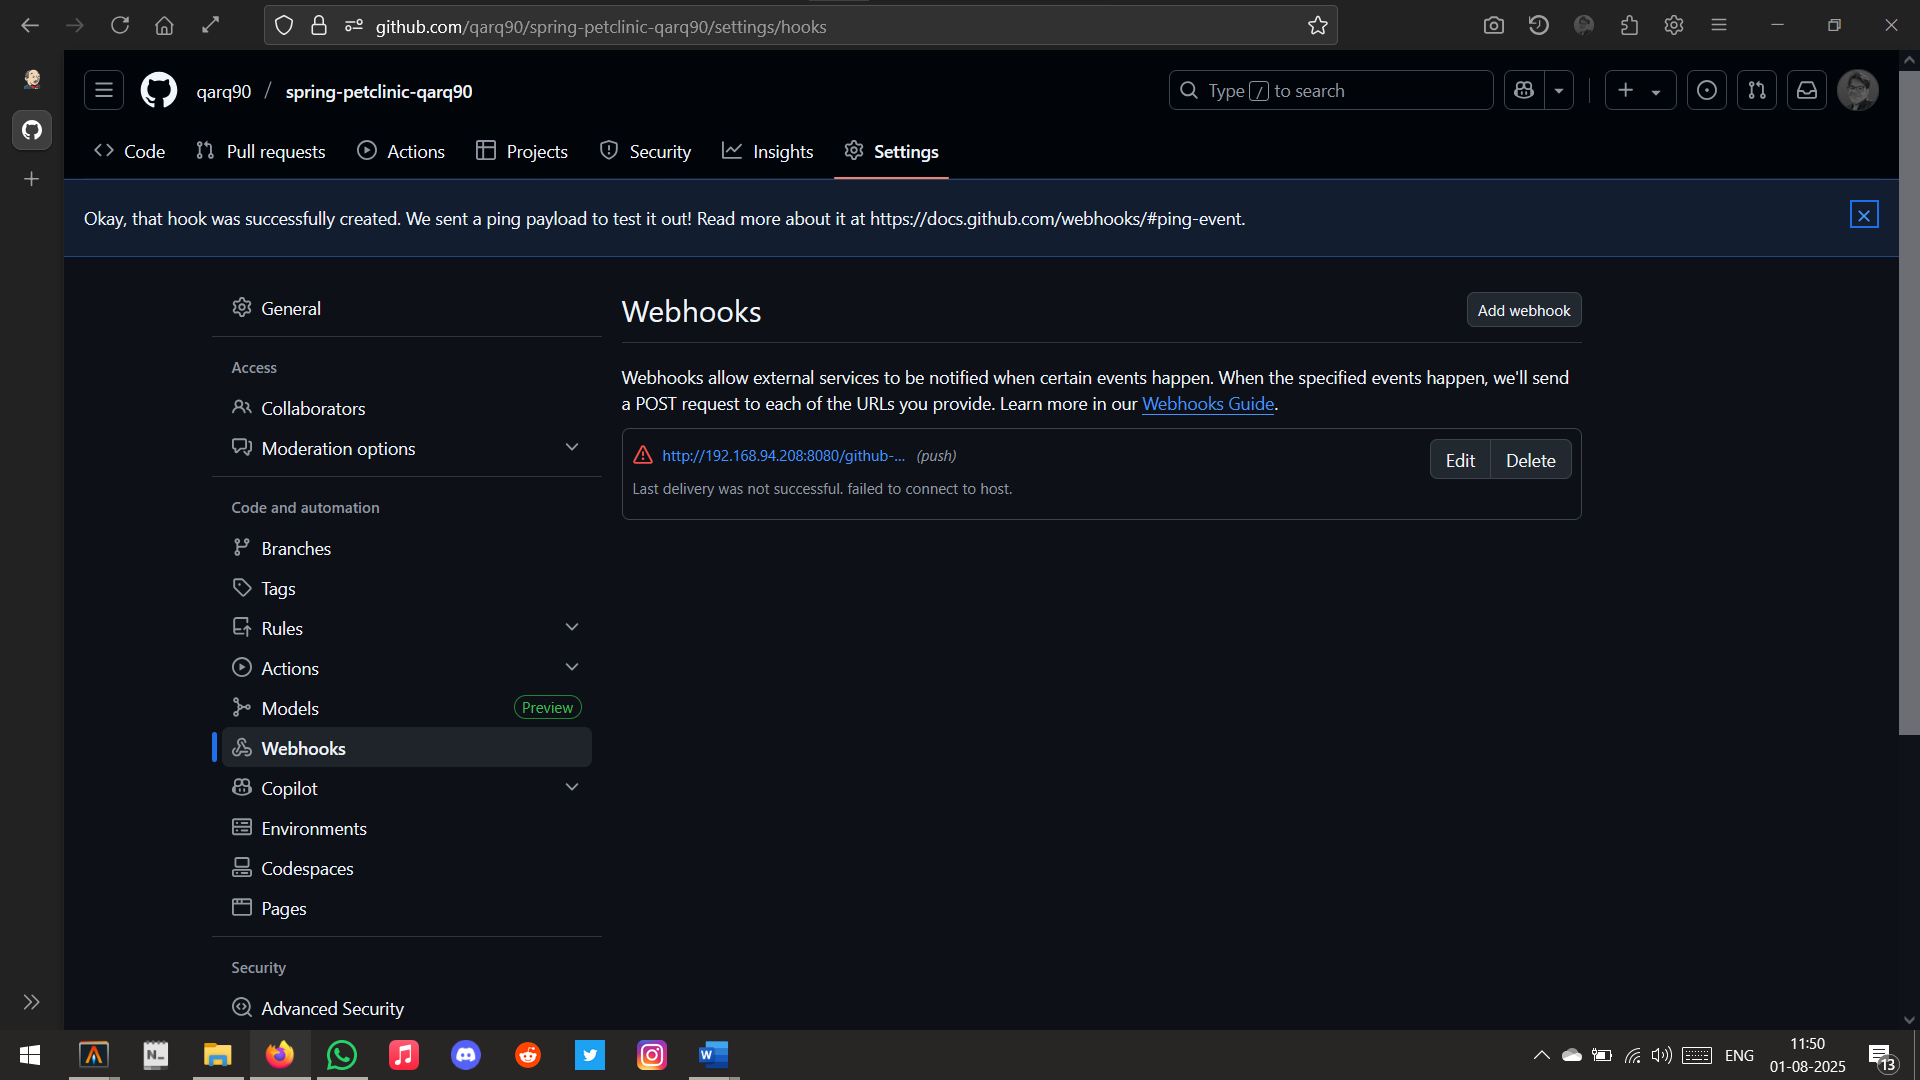 github.com/qarq90/spring-petclinic-qarq90/settings/hooks
qarq90 / spring-petclinic-qarq90
Type / to search
Code Pull requests Actions Projects Security Insights Settings
Okay, that hook was successfully created. We sent a ping payload to test it out! Read more about it at https://docs.github.com/webhooks/#ping-event.
General
Access
Collaborators
Moderation options
Code and automation
Branches
Tags
Rules
Actions
Models Preview
Webhooks
Copilot
Environments
Codespaces
Pages
Security
Advanced Security
Webhooks
Add webhook
Webhooks allow external services to be notified when certain events happen. When the specified events happen, we'll send
a POST request to each of the URLs you provide. Learn more in our Webhooks Guide.
http://192.168.94.208:8080/github-... (push)
Edit Delete
Last delivery was not successful. failed to connect to host.
N_
W
ENG
11:50
01-08-2025
13